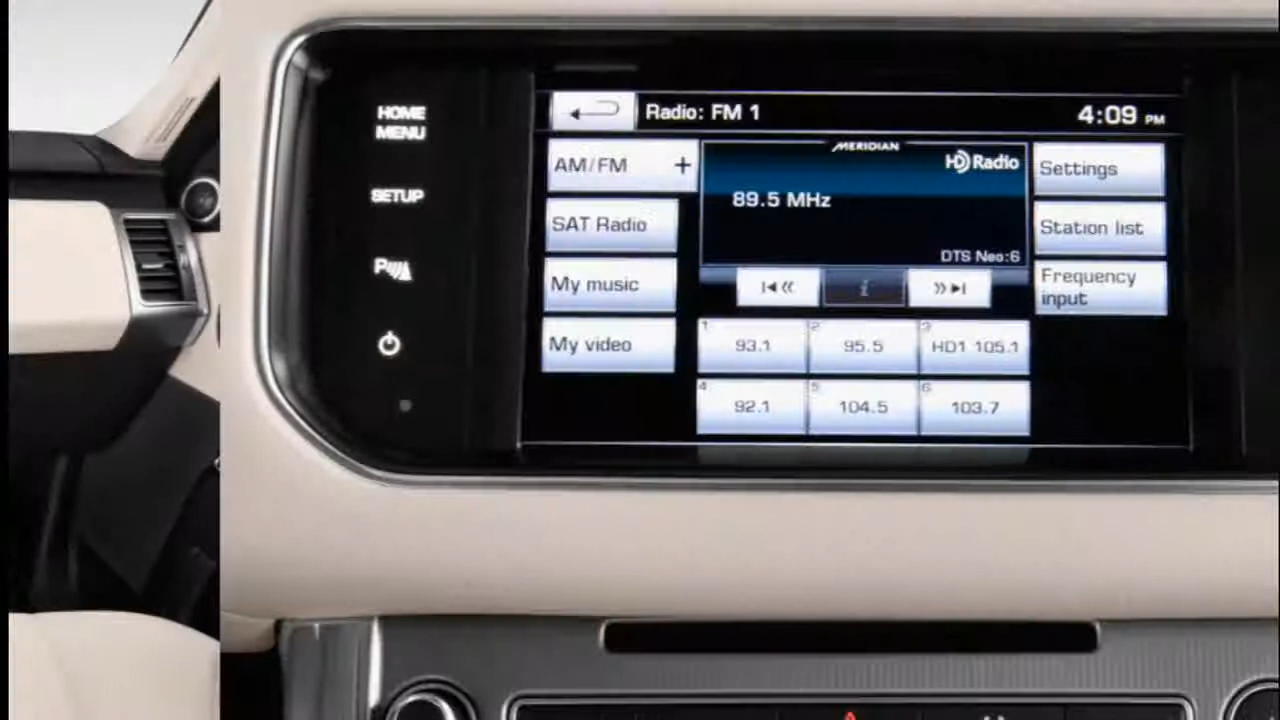 HOME
MENU
SETUP
P
Radio: FM 1
4:09 PM
AM/FM +
SAT Radio
My music
My video
MERIDIAN
HD Radio
89.5 MHz
DTS Neo:6
i
Settings
Station list
Frequency
input
1 93.1
2 95.5
3 HD1 105.1
4 92.1
5 104.5
6 103.7